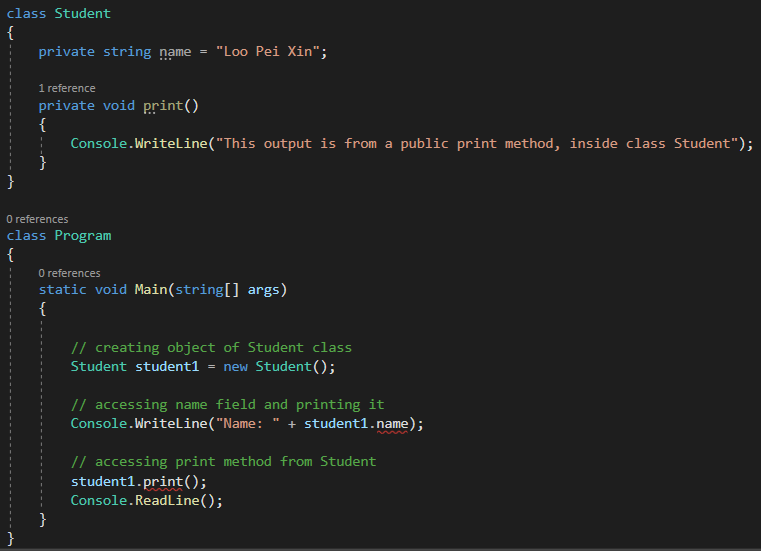 class Student
{
private string name = "Loo Pei Xin";
1 reference
private void print()
{
Console.WriteLine("This output is from a public print method, inside class Student");
}
}
0 references
class Program
{
0 references
static void Main(string[] args)
{
// creating object of Student class
Student student1 = new Student();
// accessing name field and printing it
Console.WriteLine("Name: " + student1.name);
// accessing print method from Student
student1.print();
Console.ReadLine();
}
}